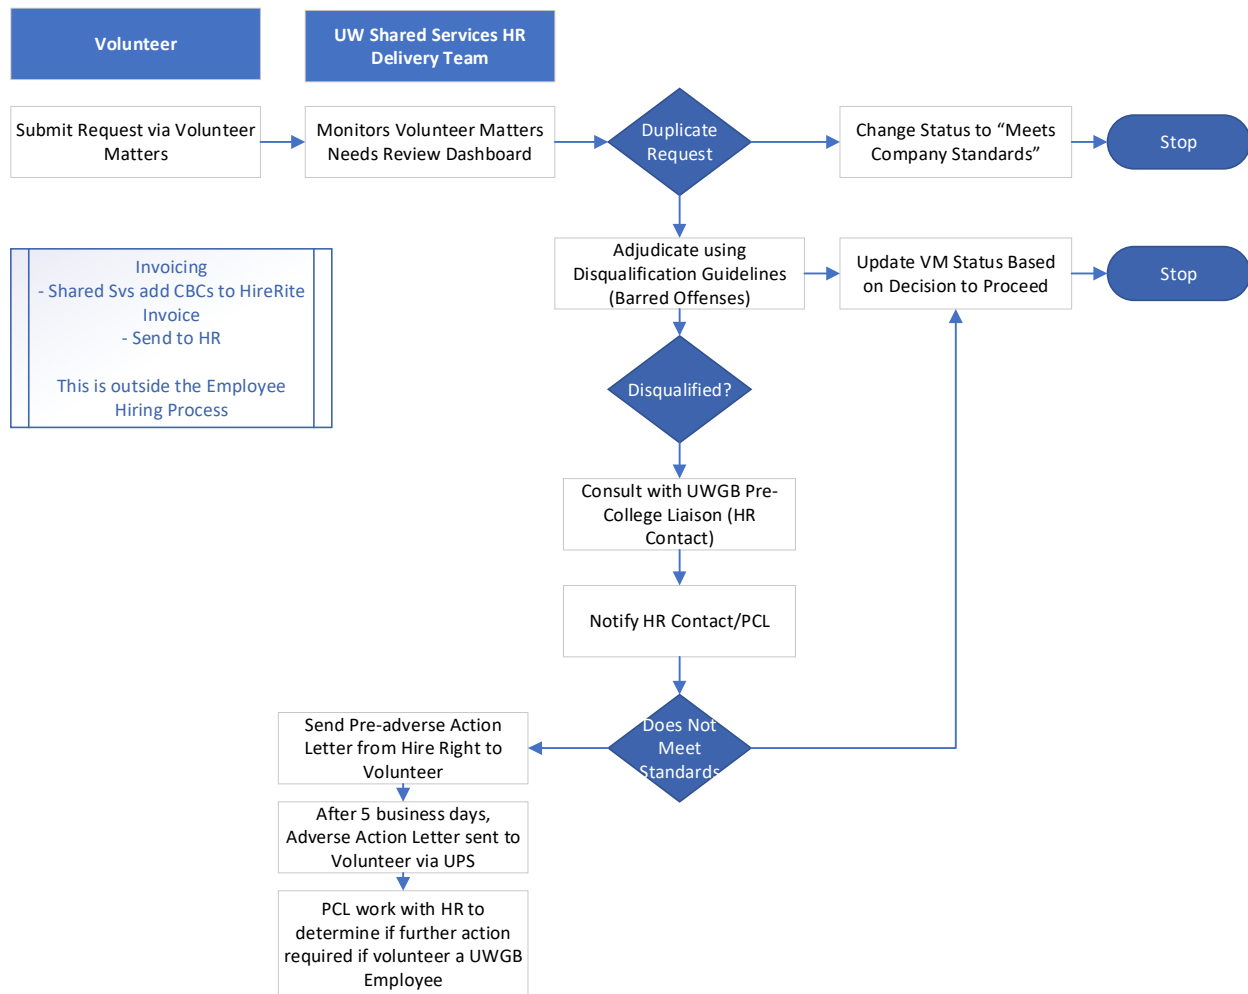 Volunteer
UW Shared Services HR
Delivery Team
Submit Request via Volunteer
Matters
Monitors Volunteer Matters
Needs Review Dashboard
Duplicate
Request
Change Status to “Meets
Company Standards”
Stop
Invoicing
- Shared Svs add CBCs to HireRite
Invoice
- Send to HR
This is outside the Employee
Hiring Process
Adjudicate using
Disqualification Guidelines
(Barred Offenses)
Update VM Status Based
on Decision to Proceed
Stop
Disqualified?
Consult with UWGB Pre-
College Liaison (HR
Contact)
Notify HR Contact/PCL
Does Not
Meet
Standards
Send Pre-adverse Action
Letter from Hire Right to
Volunteer
After 5 business days,
Adverse Action Letter sent to
Volunteer via UPS
PCL work with HR to
determine if further action
required if volunteer a UWGB
Employee